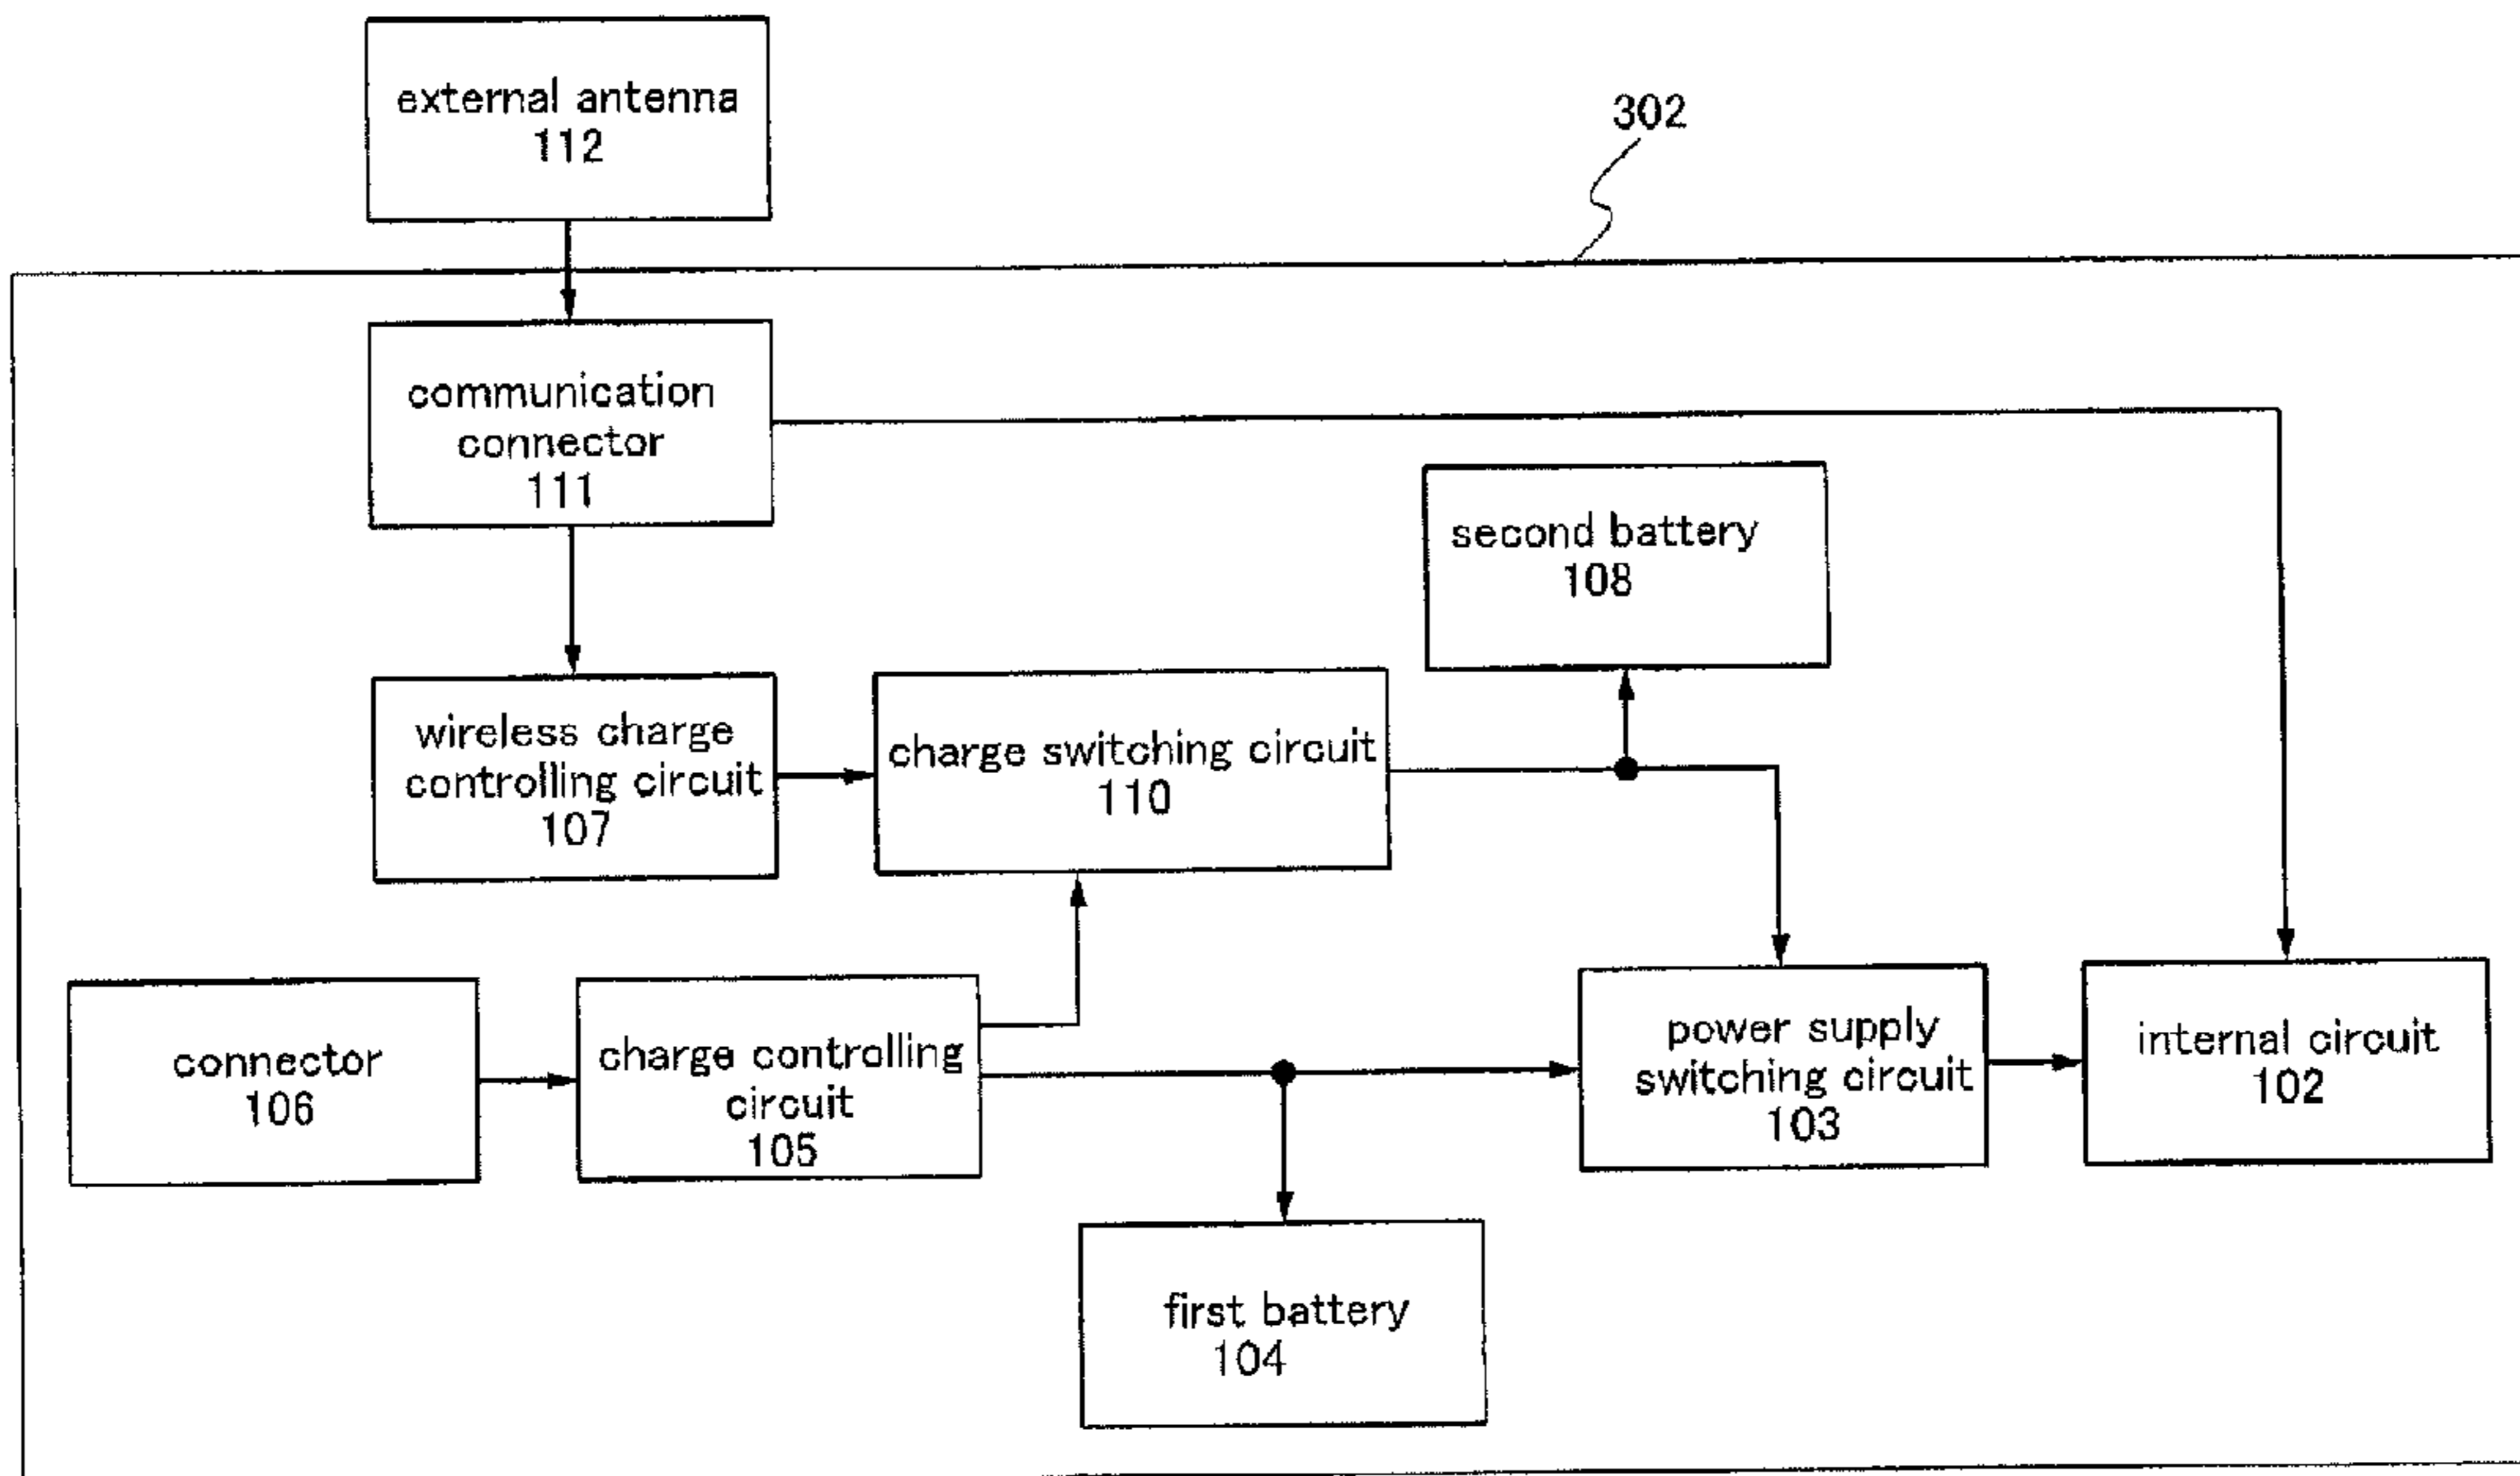 external antenna
112
302
communication
connector
111
second battery
108
wireless charge
controlling circuit
107
charge switching circuit
110
connector
106
charge controlling
circuit
105
power supply
switching circuit
103
internal circuit
102
first battery
104